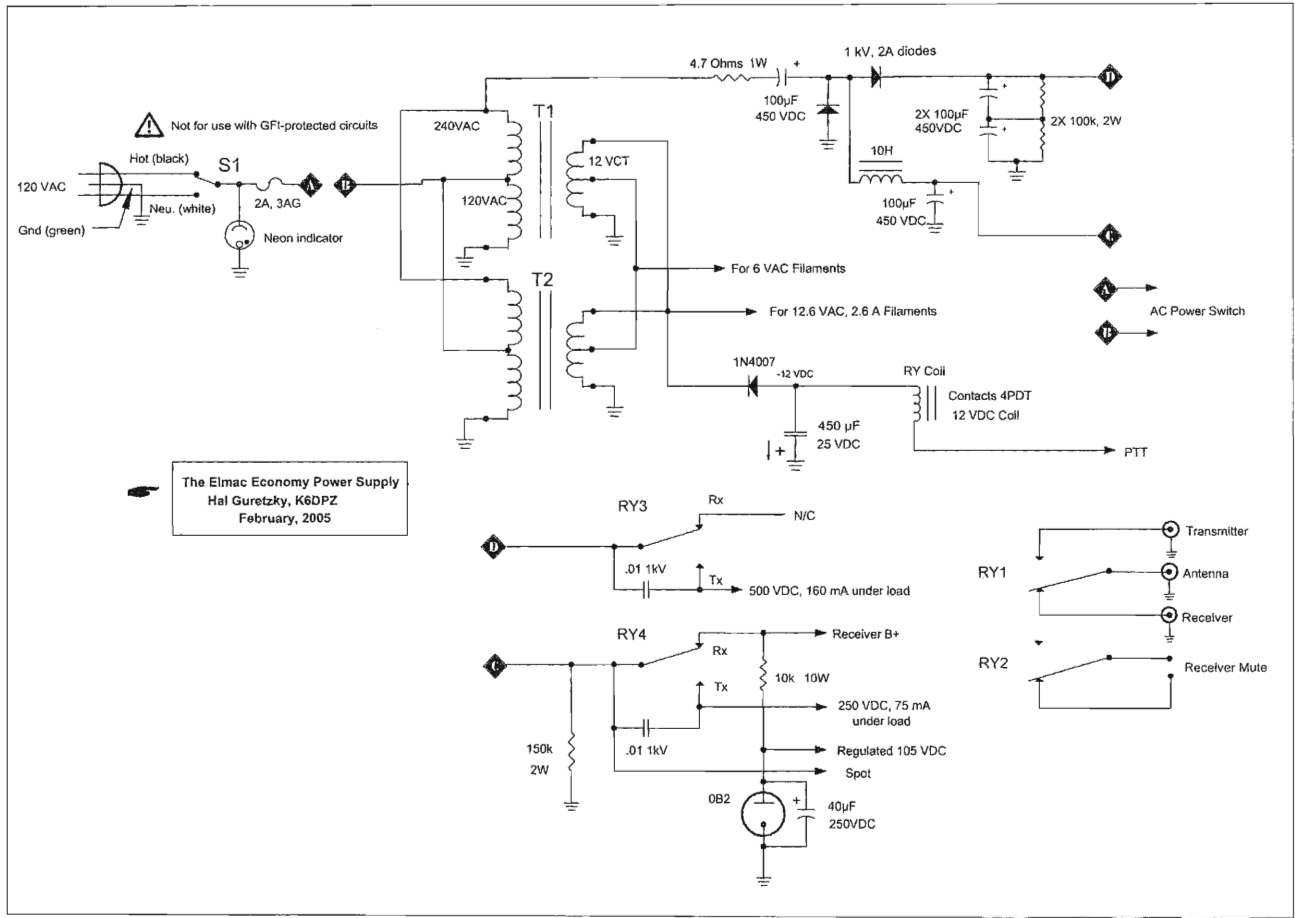 4.7 Ohms 1W
+
1 kV, 2A diodes
D
100µF
450 VDC
+
2X 100µF
450VDC
+
2X 100k, 2W
Not for use with GFI-protected circuits
240VAC
T1
12 VCT
10H
Hot (black)
S1
120 VAC
2A, 3AG
A
120VAC
+
100µF
450 VDC
Neu. (white)
Gnd (green)
Neon indicator
T2
For 6 VAC Filaments
A
AC Power Switch
For 12.6 VAC, 2.6 A Filaments
1N4007
-12 VDC
RY Coil
Contacts 4PDT
12 VDC Coil
450 µF
25 VDC
+
PTT
The Elmac Economy Power Supply
Hal Guretzky, K6DPZ
February, 2005
RY3
Rx
N/C
D
.01 1kV
Tx
500 VDC, 160 mA under load
RY1
Transmitter
Antenna
Receiver
RY4
Rx
Receiver B+
10k 10W
Tx
250 VDC, 75 mA
under load
RY2
Receiver Mute
150k
2W
.01 1kV
Regulated 105 VDC
Spot
0B2
+
40µF
250VDC